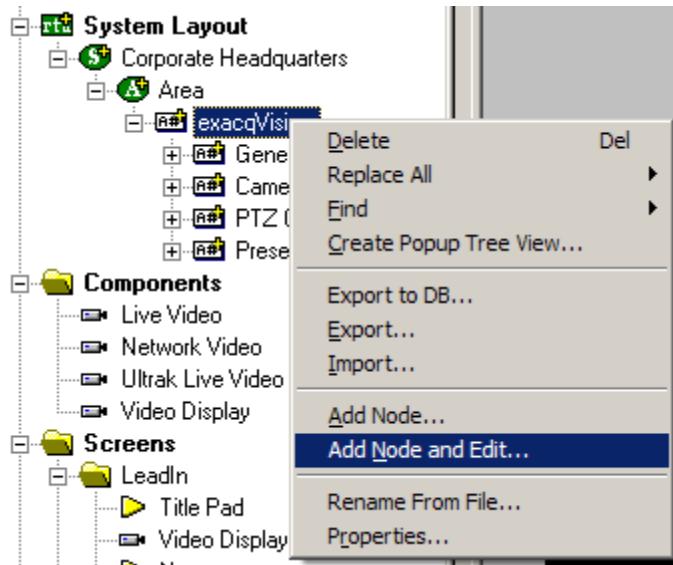 System Layout
Corporate Headquarters
Area
exacqVisi
Gene
Came
PTZ
Prese
Components
Live Video
Network Video
Ultrak Live Video
Video Display
Screens
LeadIn
Title Pad
Video Display
Delete Del
Replace All
Find
Create Popup Tree View...
Export to DB...
Export...
Import...
Add Node...
Add Node and Edit...
Rename From File...
Properties...